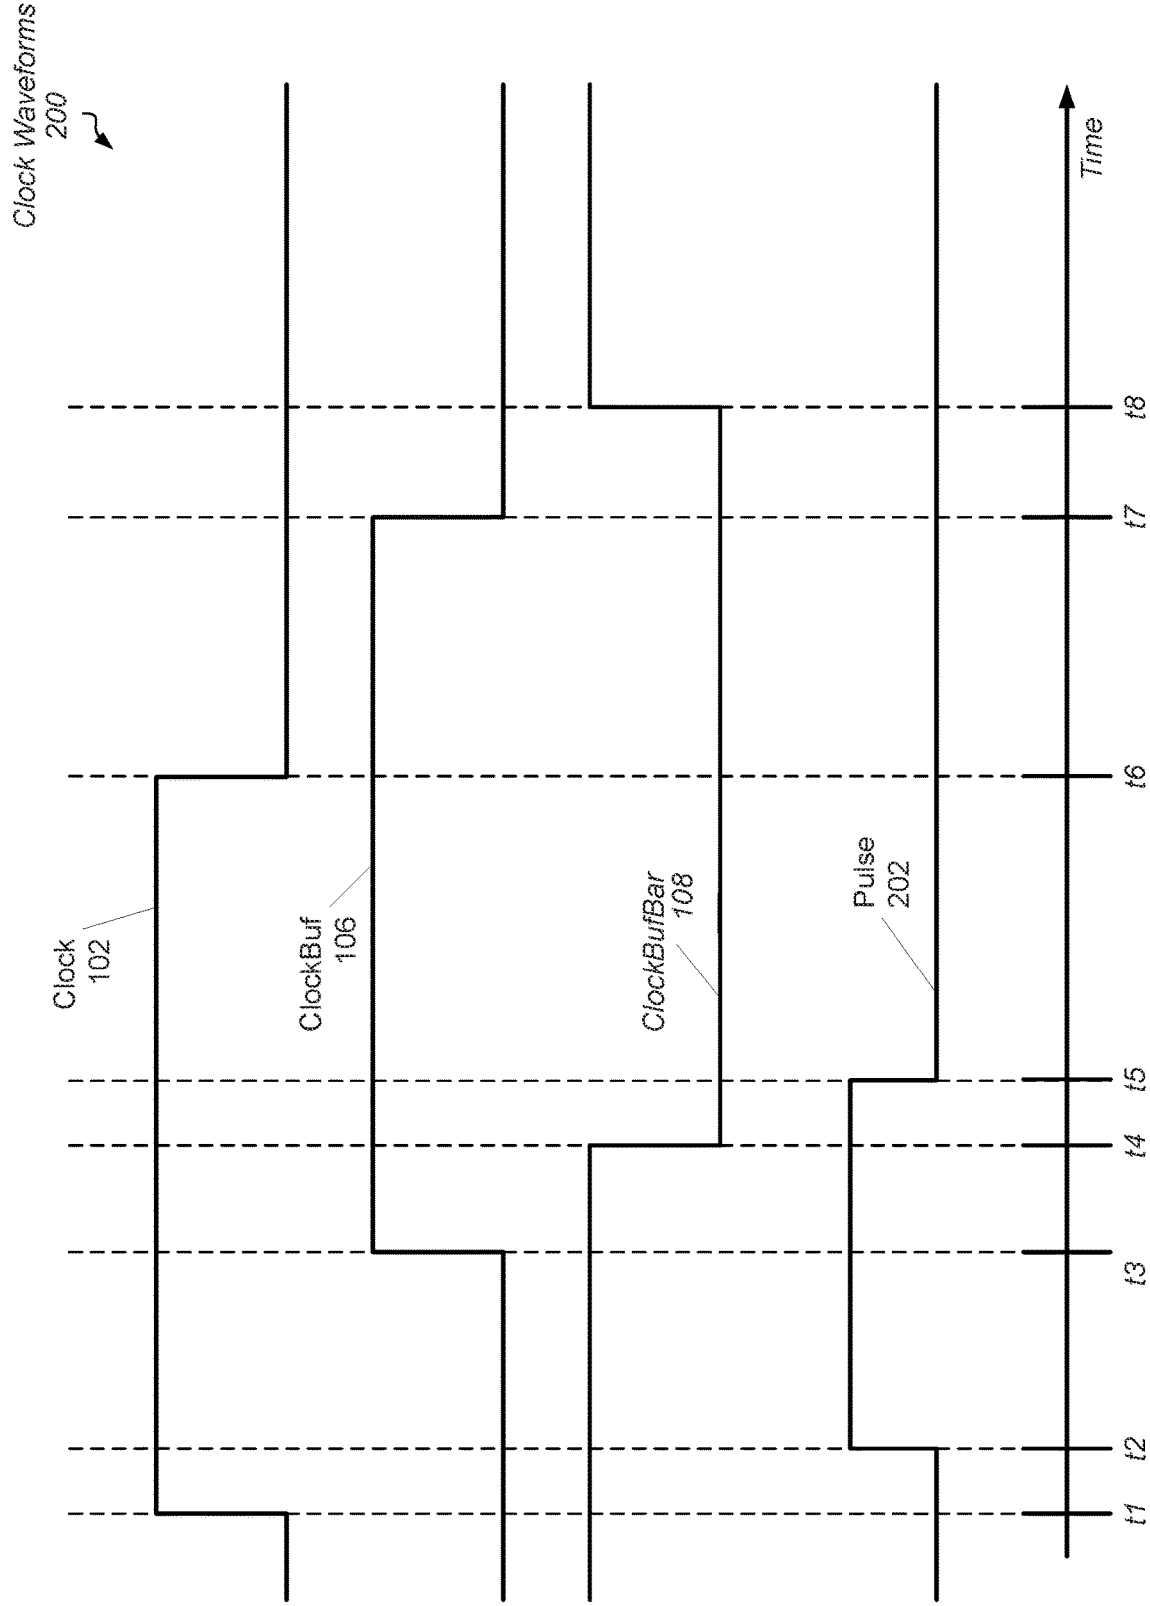 Clock Waveforms
200
Clock
102
ClockBuf
106
ClockBufBar
108
Pulse
202
Time
t1
t2
t3
t4
t5
t6
t7
t8